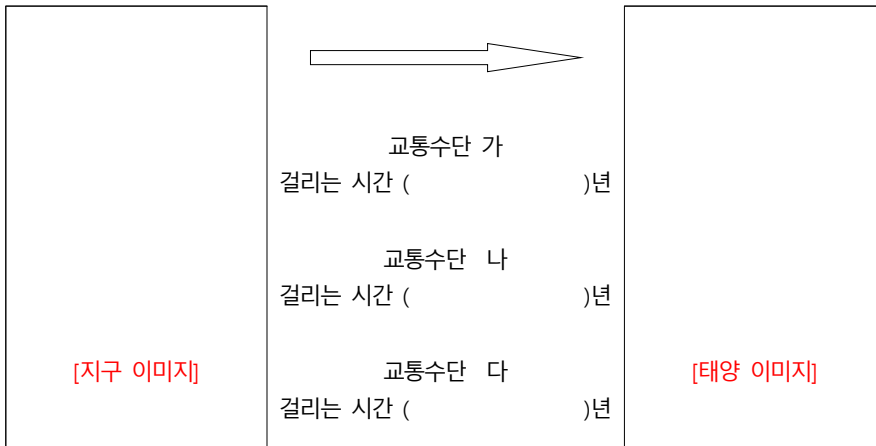 교통수단 가
걸리는 시간 ( )년
교통수단 나
걸리는 시간 ( )년
[지구 이미지]
교통수단 다
[태양 이미지]
걸리는 시간 ( )년